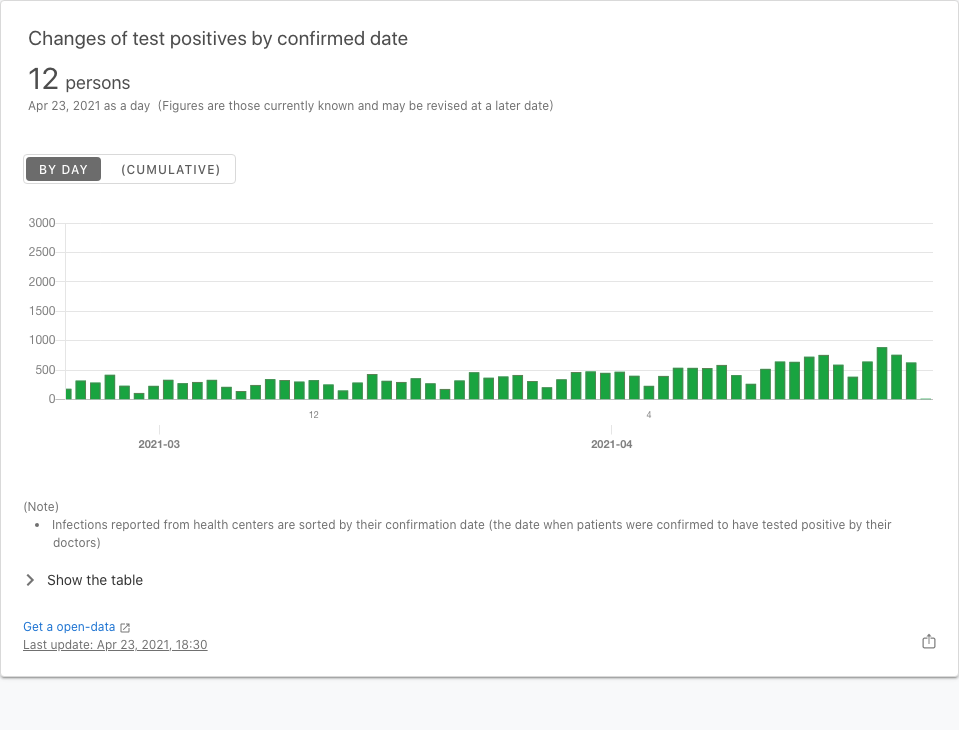 Changes of test positives by confirmed date
12 persons
Apr 23, 2021 as a day (Figures are those currently known and may be revised at a later date)
BY DAY (CUMULATIVE)
3000
2500
2000
1500
1000
500
0
12 4
2021-03 2021-04
(Note)
• Infections reported from health centers are sorted by their confirmation date (the date when patients were confirmed to have tested positive by their
doctors)
Show the table
Get a open-data
Last update: Apr 23, 2021, 18:30